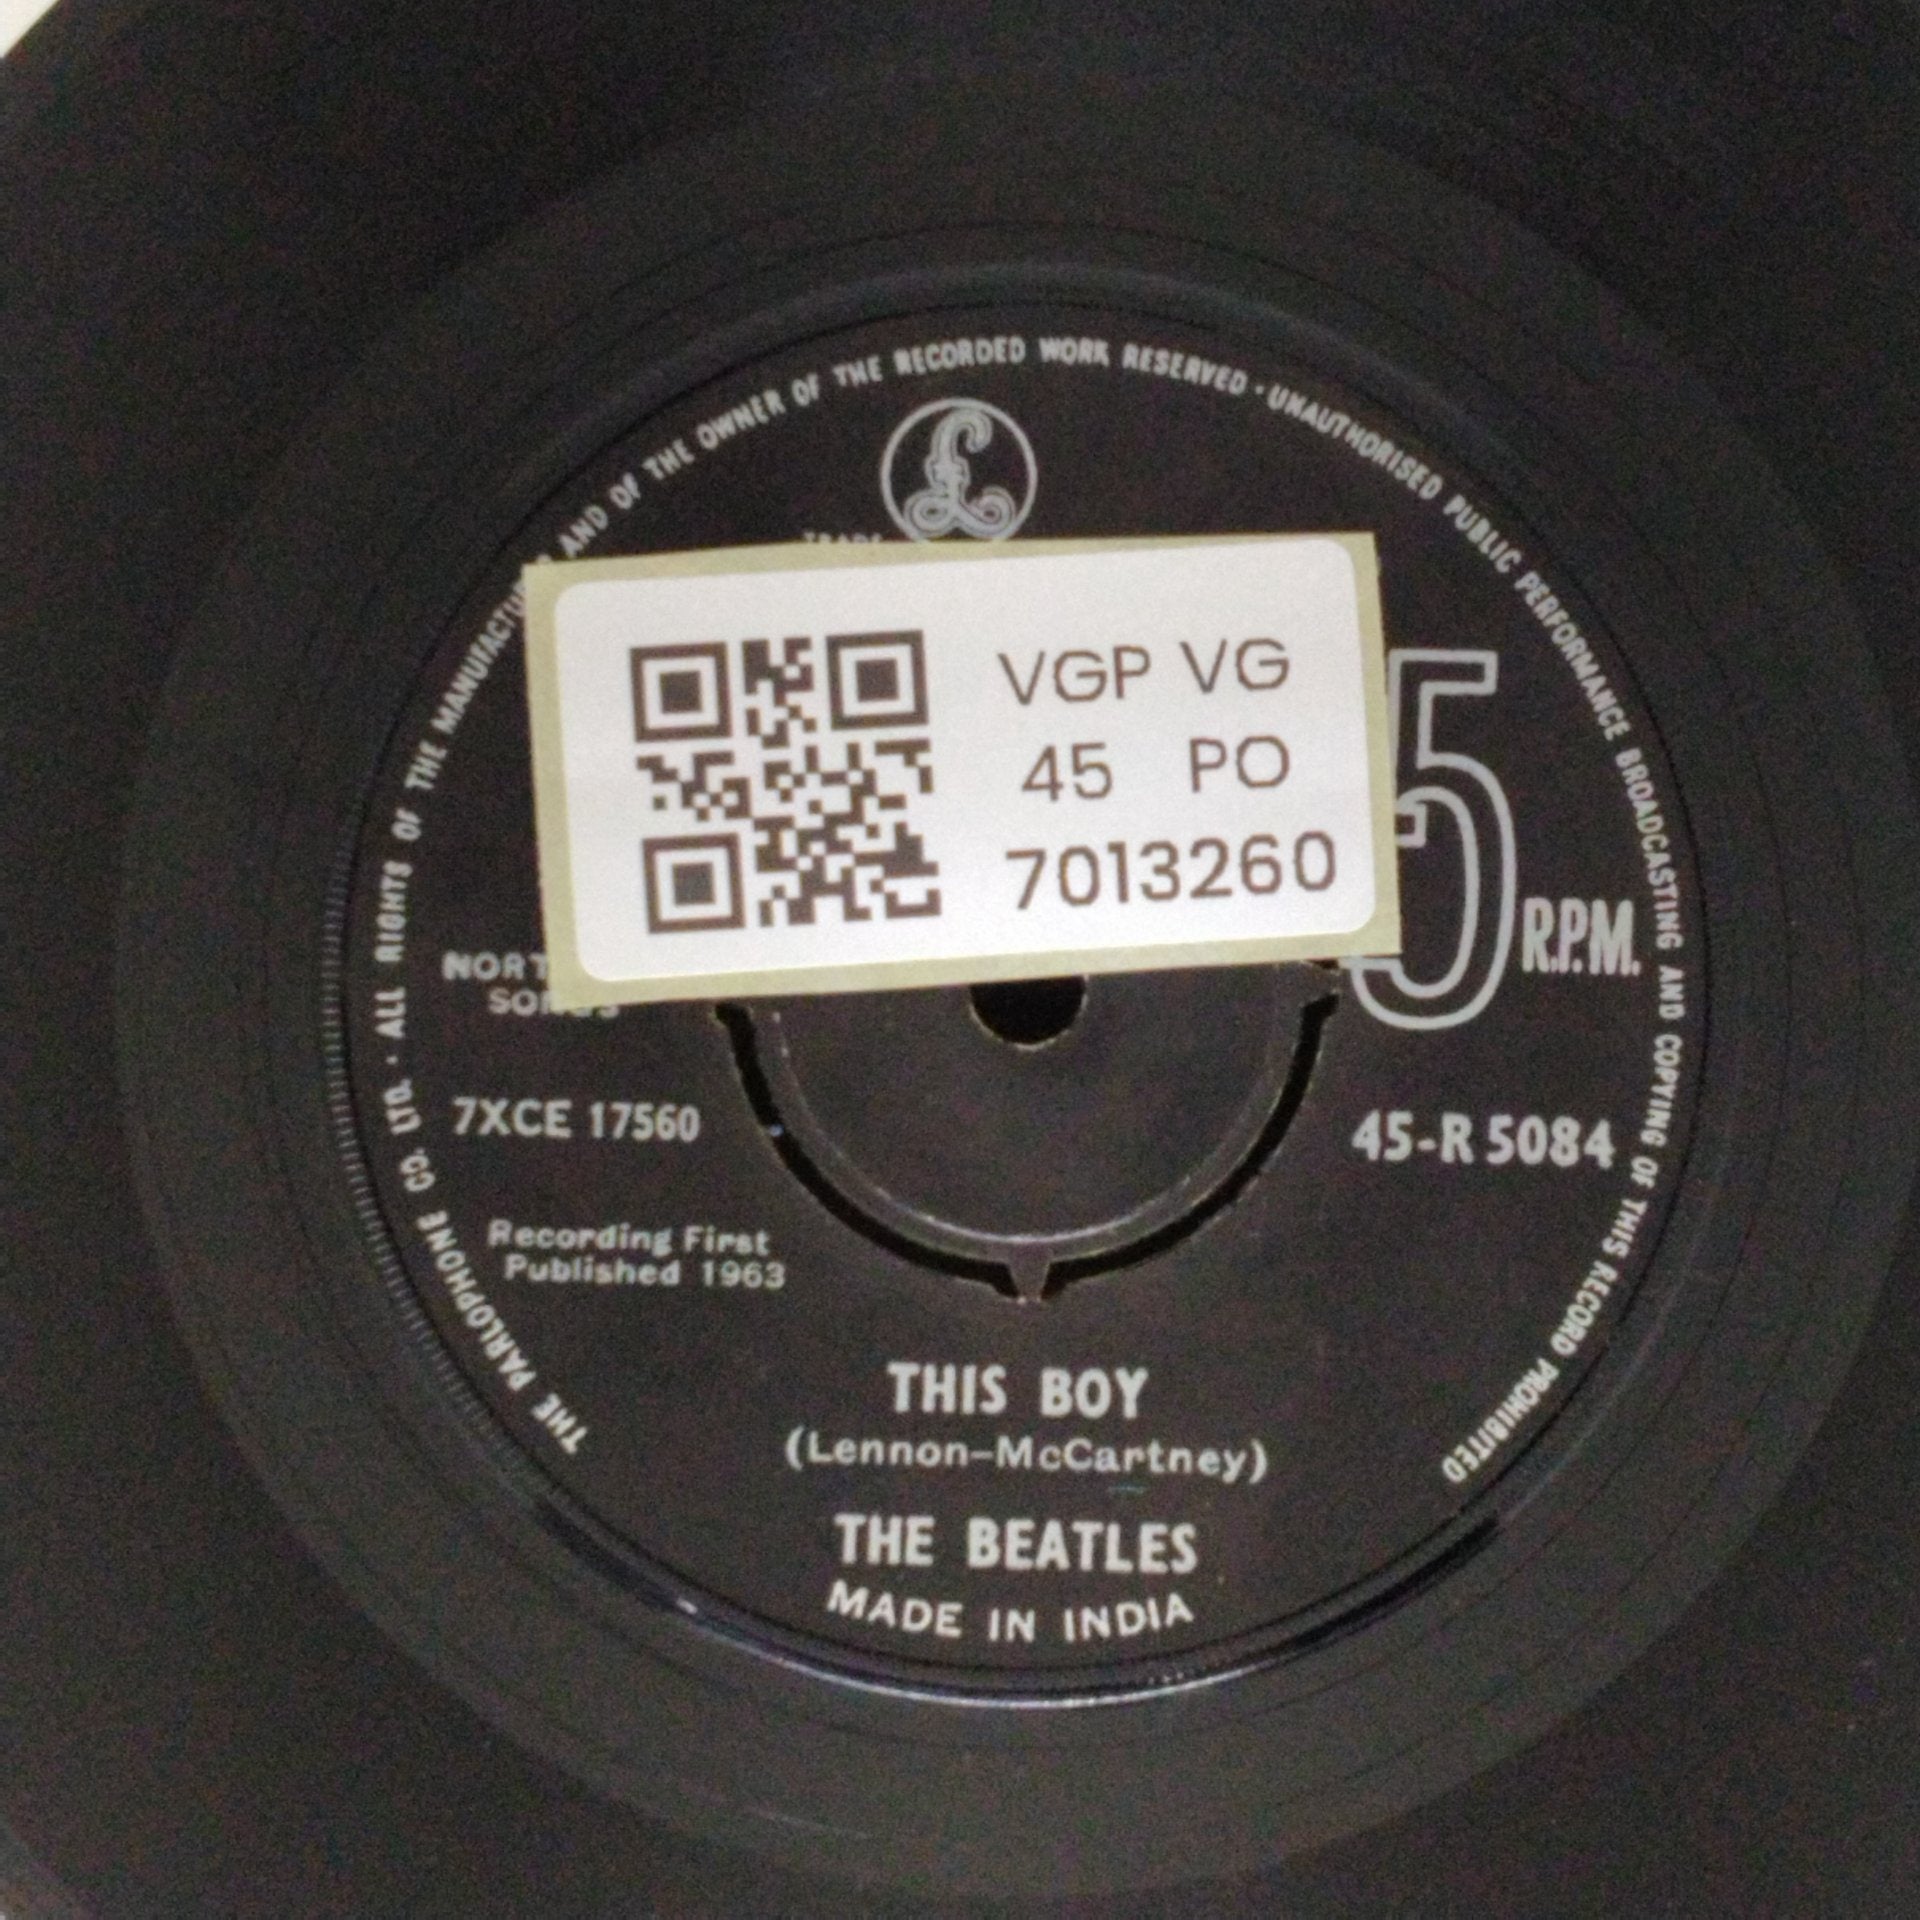 THE PARLOPHONE CO. LTD. · ALL RIGHTS OF THE MANUFACTURER AND OF THE OWNER OF THE RECORDED WORK RESERVED · UNAUTHORISED PUBLIC PERFORMANCE BROADCASTING AND COPYING OF THIS RECORD PROHIBITED
£
VGP VG
45 PO
7013260
5
R.P.M.
SONGS
7XCE 17560
45-R 5084
Recording First
Published 1963
THIS BOY
(Lennon-McCartney)
THE BEATLES
MADE IN INDIA